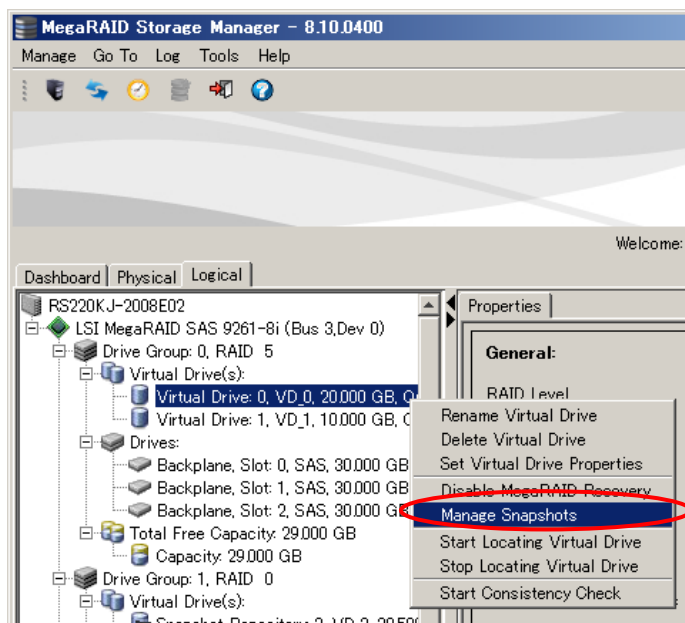 MegaRAID Storage Manager - 8.10.0400
Manage Go To Log Tools Help
Welcome:
Dashboard Physical Logical
RS220KJ-2008E02
LSI MegaRAID SAS 9261-8i (Bus 3,Dev 0)
Drive Group: 0, RAID 5
Virtual Drive(s):
Virtual Drive: 0, VD_0, 20.000 GB, O
Virtual Drive: 1, VD_1, 10.000 GB,
Drives:
Backplane, Slot: 0, SAS, 30.000 GB
Backplane, Slot: 1, SAS, 30.000 GB
Backplane, Slot: 2, SAS, 30.000 GB
Total Free Capacity: 29.000 GB
Capacity: 29.000 GB
Drive Group: 1, RAID 0
Virtual Drive(s):
Snapshot Repository: 2, VD_2,
Properties
General:
RAID Level
Rename Virtual Drive
Delete Virtual Drive
Set Virtual Drive Properties
Disable MegaRAID Recovery
Manage Snapshots
Start Locating Virtual Drive
Stop Locating Virtual Drive
Start Consistency Check